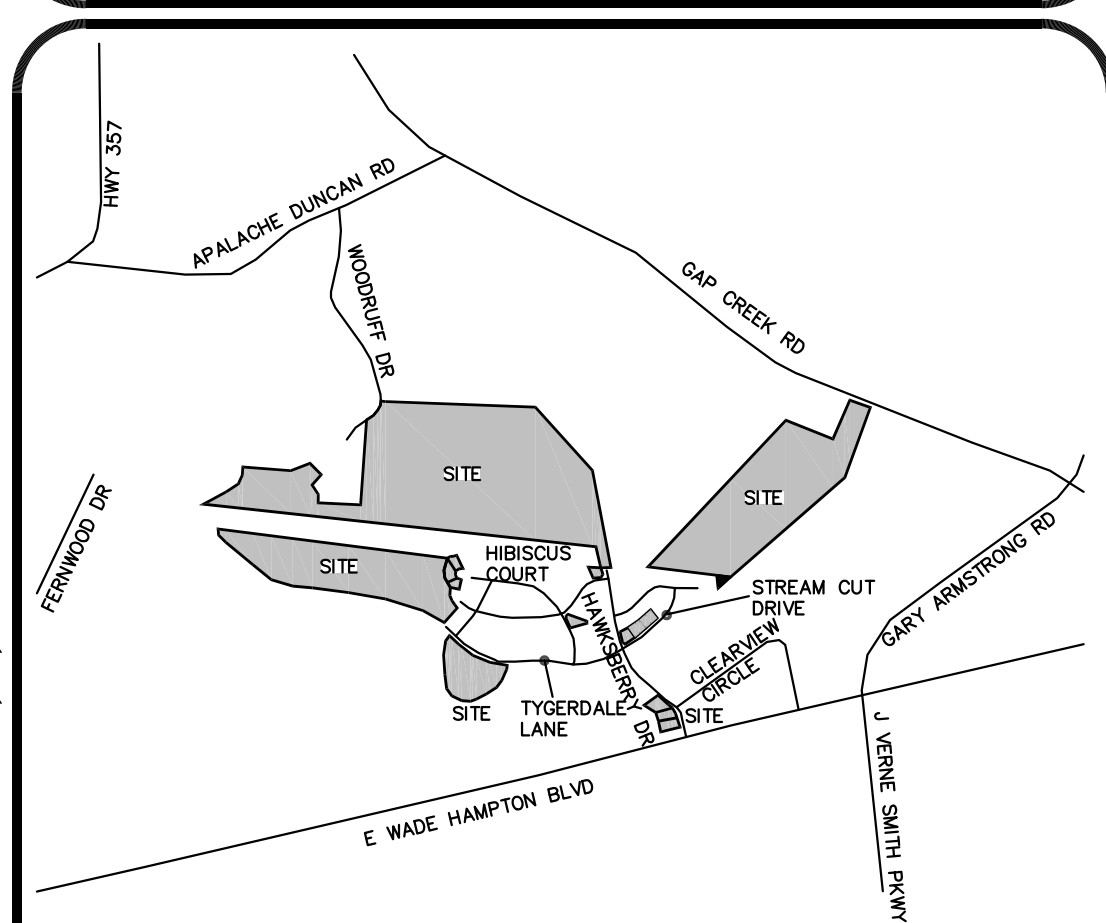 HWY 357
APALACHE DUNCAN RD
WOODRUFF DR
GAP CREEK RD
SITE
SITE
FERNWOOD DR
SITE
HIBISCUS
COURT
GARY ARMSTRONG RD
STREAM CUT
DRIVE
HAWKSBERRY DR
CLEARVIEW
CIRCLE
SITE
TYGERDALE
LANE
SITE
J VERNE SMITH PKWY
E WADE HAMPTON BLVD